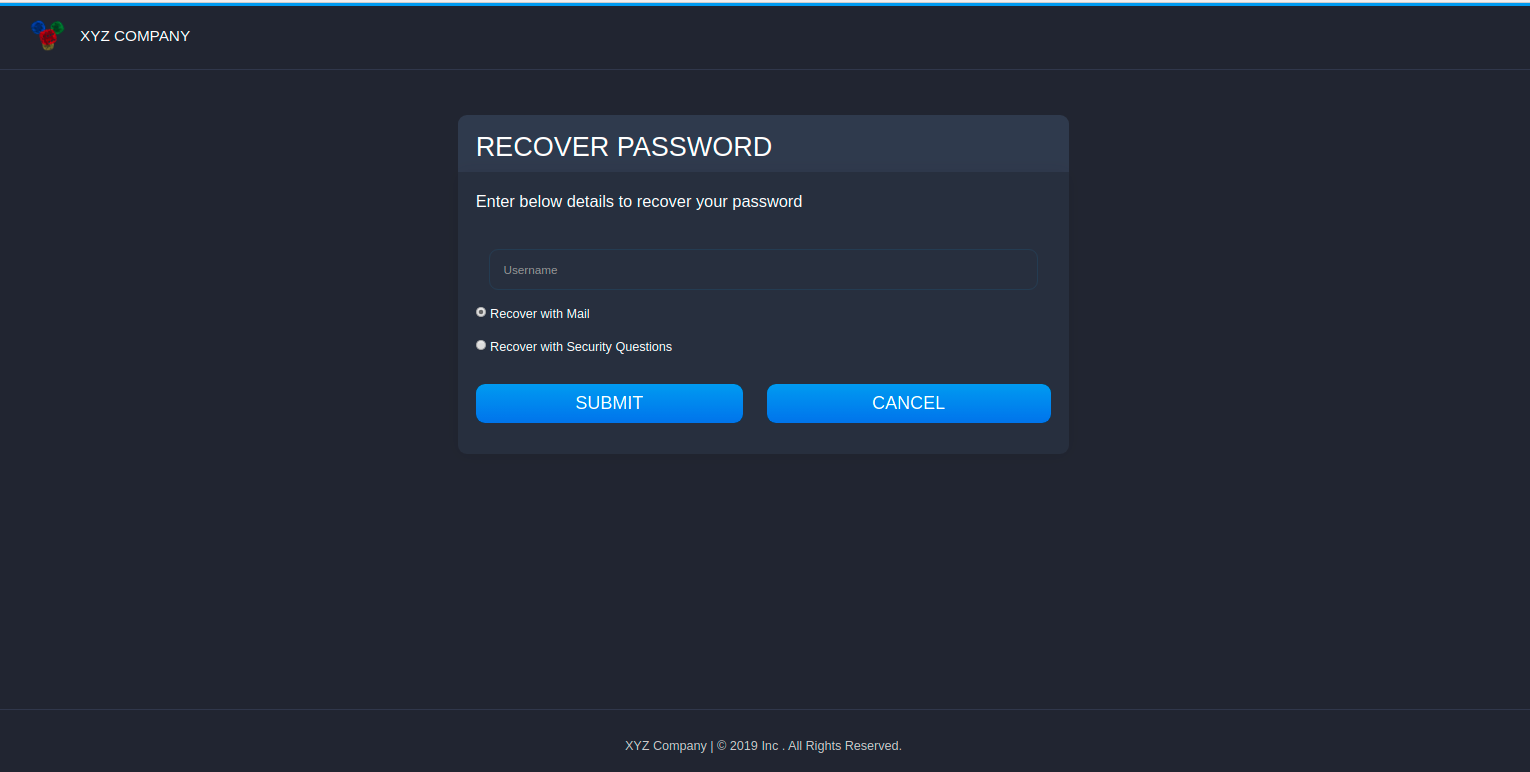 XYZ COMPANY
RECOVER PASSWORD
Enter below details to recover your password
Username
Recover with Mail
Recover with Security Questions
SUBMIT
CANCEL
XYZ Company | © 2019 Inc . All Rights Reserved.